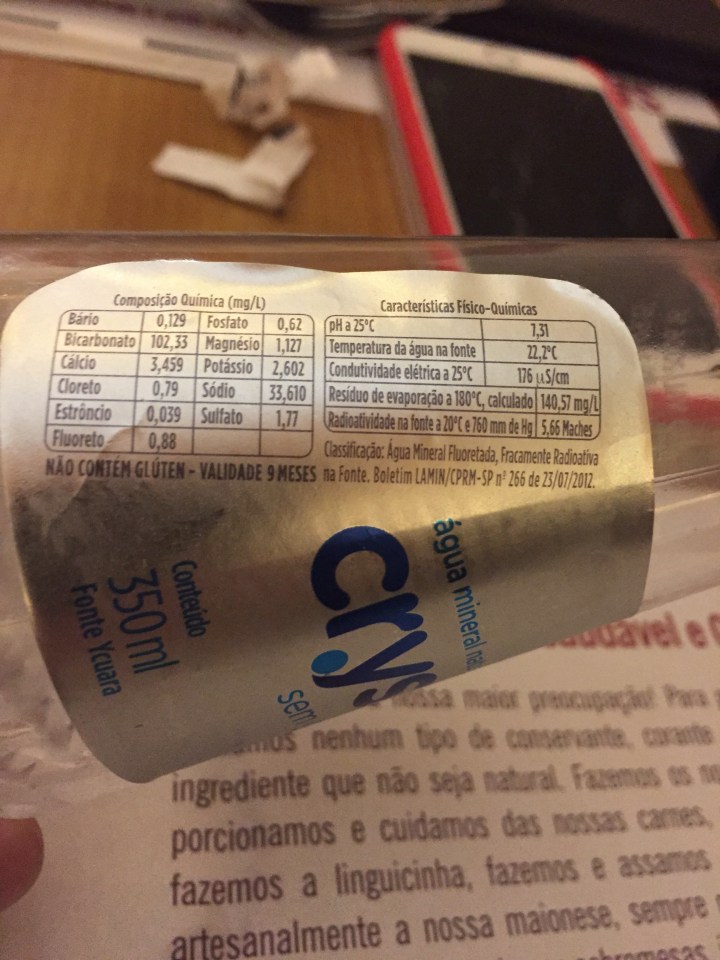 Composição Química (mg/L)
Bário 0,129 Fosfato 0,62
Bicarbonato 102,33 Magnésio 1,127
Cálcio 3,459 Potássio 2,602
Cloreto 0,79 Sódio 33,610
Estrôncio 0,039 Sulfato 1,77
Fluoreto 0,88
NÃO CONTÉM GLÚTEN - VALIDADE 9 MESES
Características Físico-Químicas
pH a 25°C 7,31
Temperatura da água na fonte 22,2°C
Condutividade elétrica a 25°C 176 µS/cm
Resíduo de evaporação a 180°C, calculado 140,57 mg/L
Radioatividade na fonte a 20°C e 760 mm de Hg 5,66 Maches
Classificação: Água Mineral Fluoretada, Fracamente Radioativa
na Fonte. Boletim LAMIN/CPRM-SP nº 266 de 23/07/2012.
água mineral
crys
sem
Conteúdo
350 ml
Fonte Ycuara
nossa maior preocupação! Para
nenhum tipo de conservante, corante
ingrediente que não seja natural. Fazemos os
porcionamos e cuidamos das nossas carnes,
fazemos a linguicinha, fazemos e assamos
artesanalmente a nossa maionese, sempre